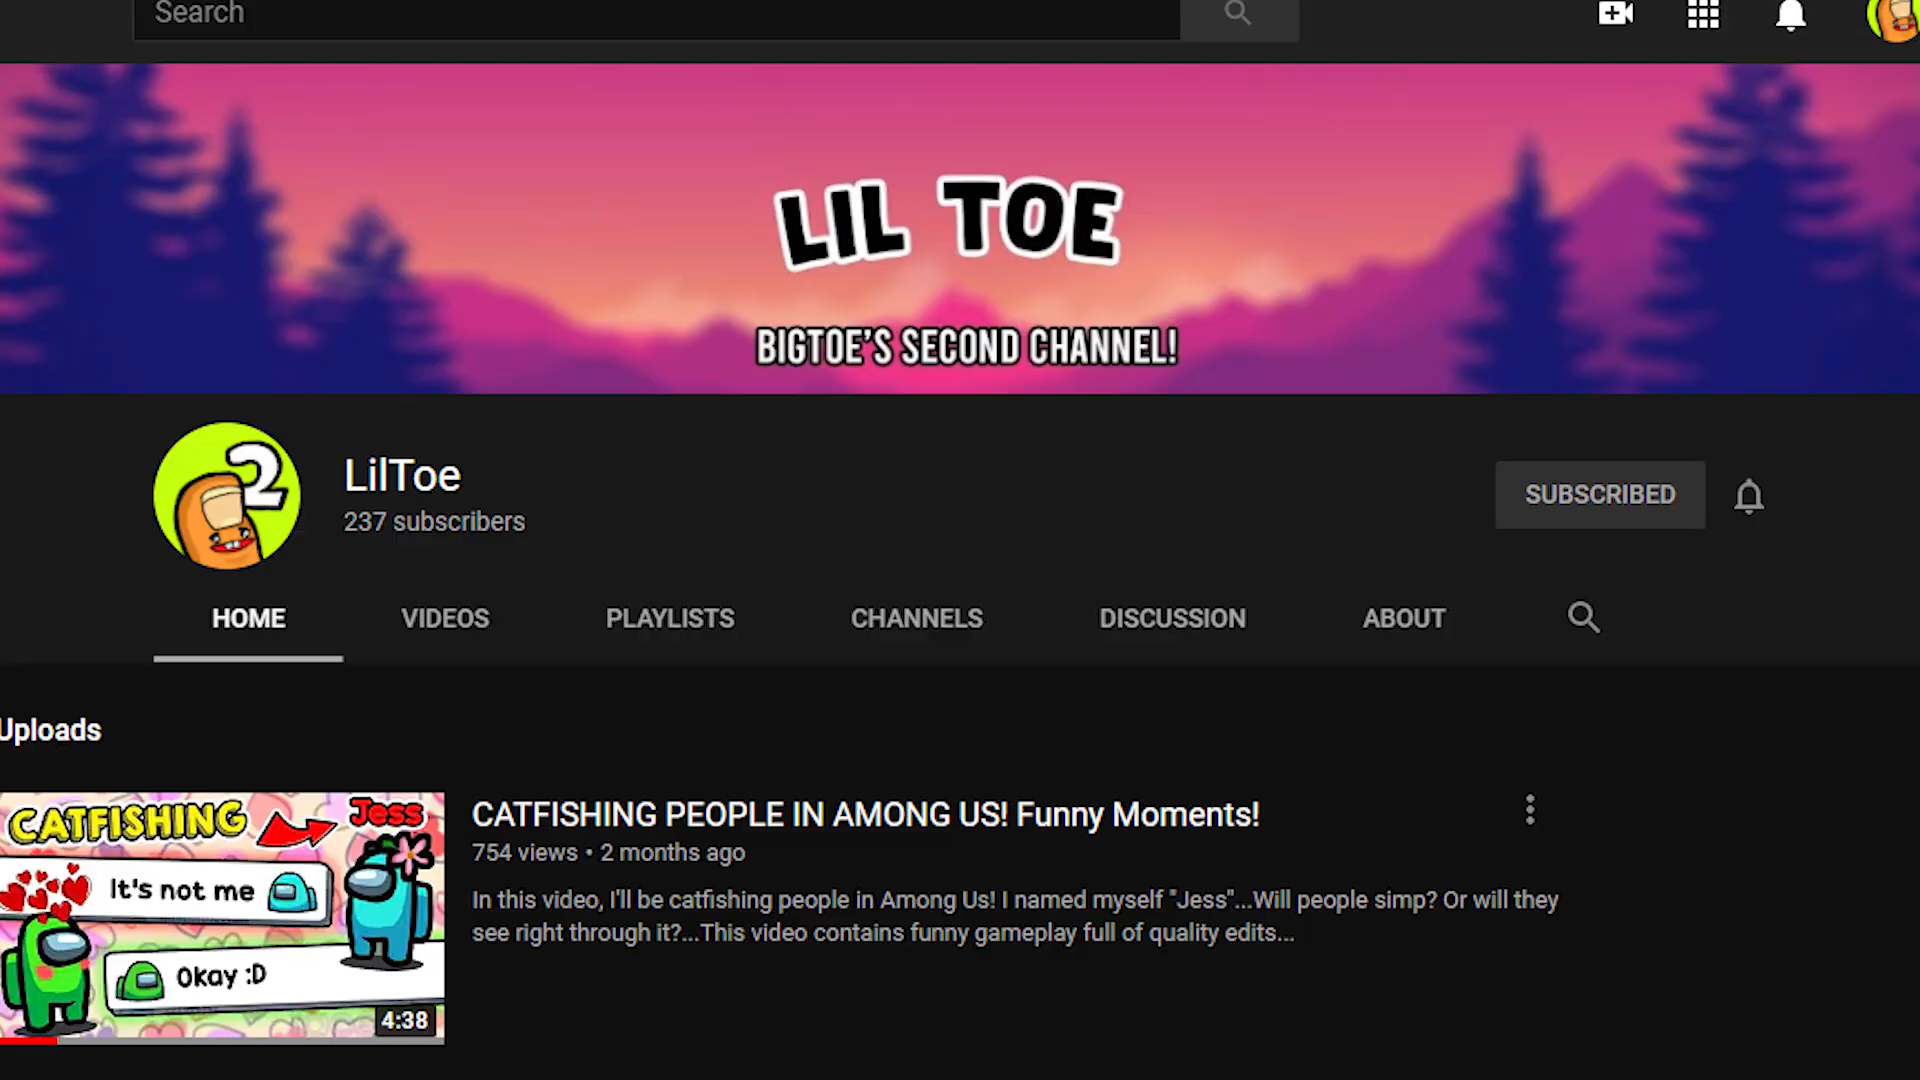 Search
LIL TOE
BIGTOE'S SECOND CHANNEL!
2
LilToe
237 subscribers
SUBSCRIBED
HOME
VIDEOS
PLAYLISTS
CHANNELS
DISCUSSION
ABOUT
Uploads
CATFISHING
Jess
It's not me
Okay :D
4:38
CATFISHING PEOPLE IN AMONG US! Funny Moments!
754 views • 2 months ago
In this video, I'll be catfishing people in Among Us! I named myself "Jess"...Will people simp? Or will they
see right through it?...This video contains funny gameplay full of quality edits...